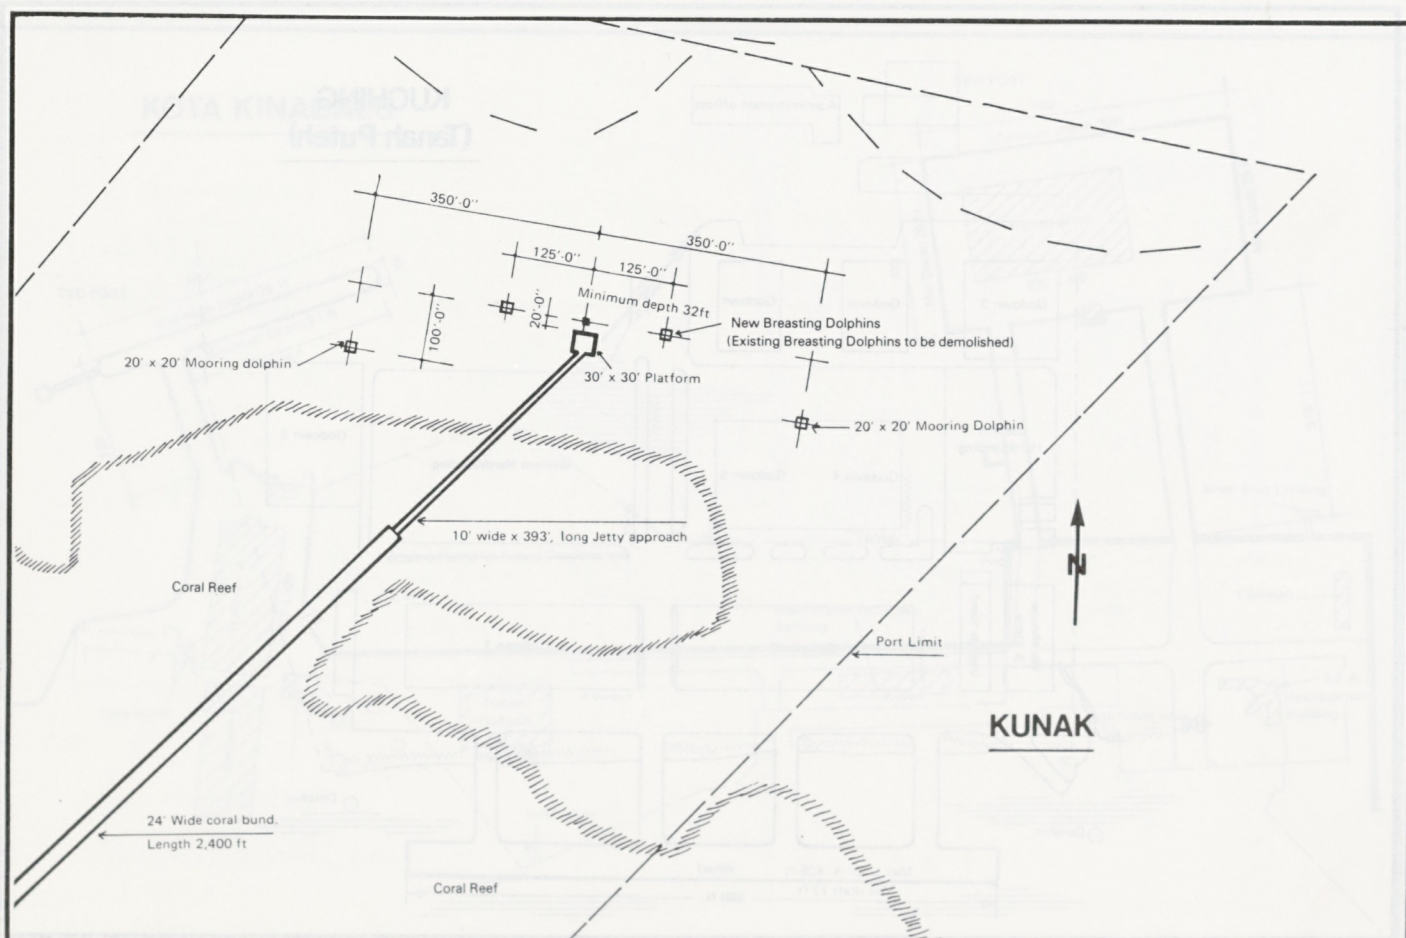 KUCHING
(Tanah Puteh)
350'-0''
350'-0''
125'-0''
125'-0''
Minimum depth 32ft
20'-0''
100'-0''
New Breasting Dolphins
(Existing Breasting Dolphins to be demolished)
20' x 20' Mooring dolphin
30' x 30' Platform
20' x 20' Mooring Dolphin
10' wide x 393', long Jetty approach
N
Coral Reef
Port Limit
KUNAK
24' Wide coral bund.
Length 2,400 ft
Coral Reef